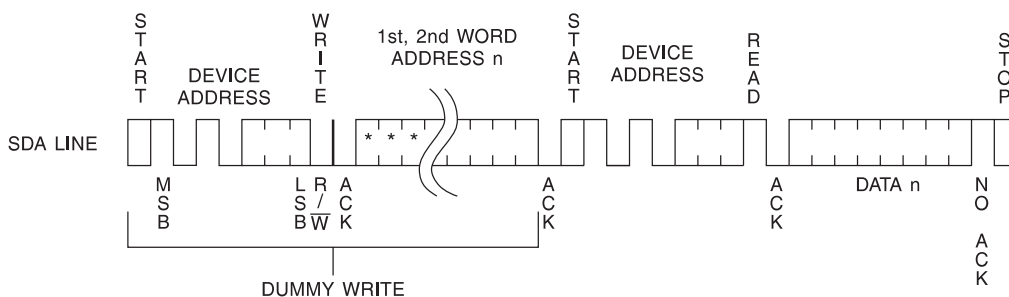 START
WRITE
1st, 2nd WORD
ADDRESS n
START
READ
STOP
DEVICE
ADDRESS
DEVICE
ADDRESS
SDA LINE
* * *
MSB
LSB
R/W
ACK
ACK
ACK
DATA n
NO ACK
DUMMY WRITE